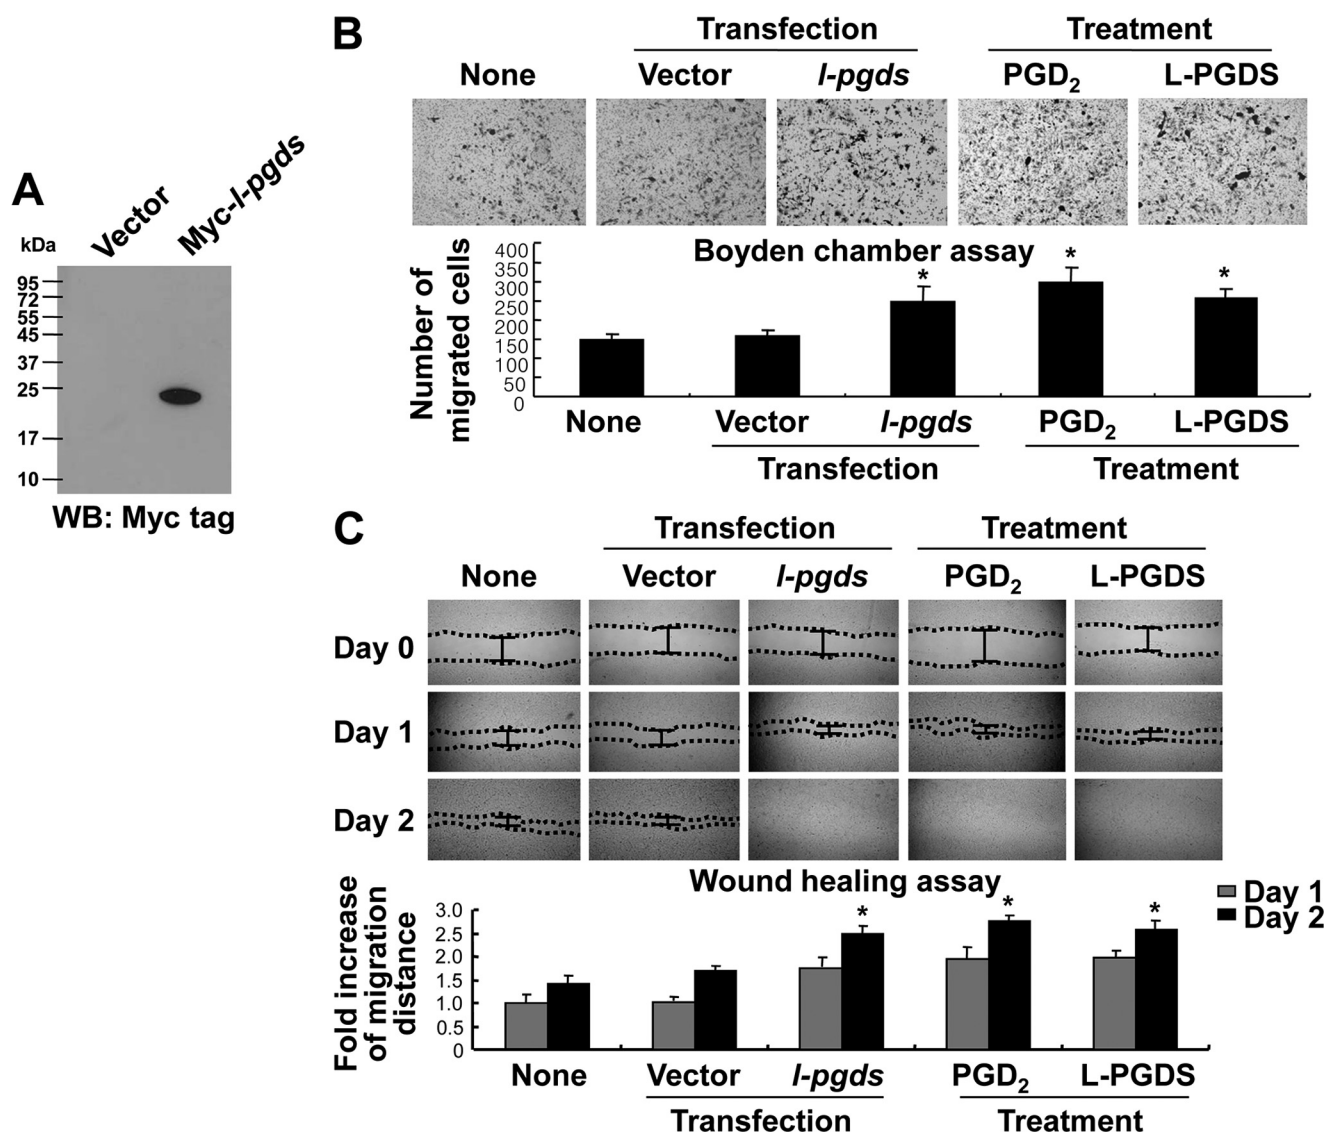 A
kDa
Vector
Myc-l-pgds
95
72
55
45
37
25
17
10
WB: Myc tag
B
Transfection Treatment
None Vector l-pgds PGD2 L-PGDS
Boyden chamber assay
Number of
migrated cells
400
350
300
250
200
150
100
50
0
* * *
None Vector l-pgds PGD2 L-PGDS
Transfection Treatment
C
Transfection Treatment
None Vector l-pgds PGD2 L-PGDS
Day 0
Day 1
Day 2
Wound healing assay
Day 1
Day 2
Fold increase
of migration
distance
3.0
2.5
2.0
1.5
1.0
0.5
0
* * *
None Vector l-pgds PGD2 L-PGDS
Transfection Treatment